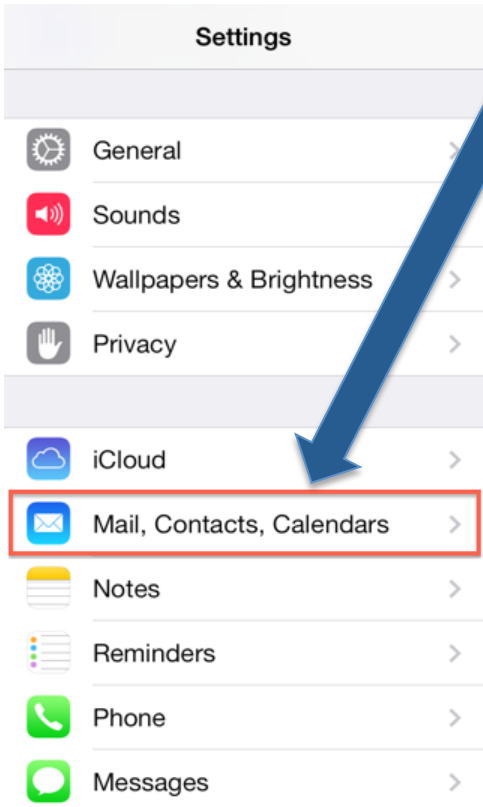 Settings
General
Sounds
Wallpapers & Brightness
Privacy
iCloud
Mail, Contacts, Calendars
Notes
Reminders
Phone
Messages